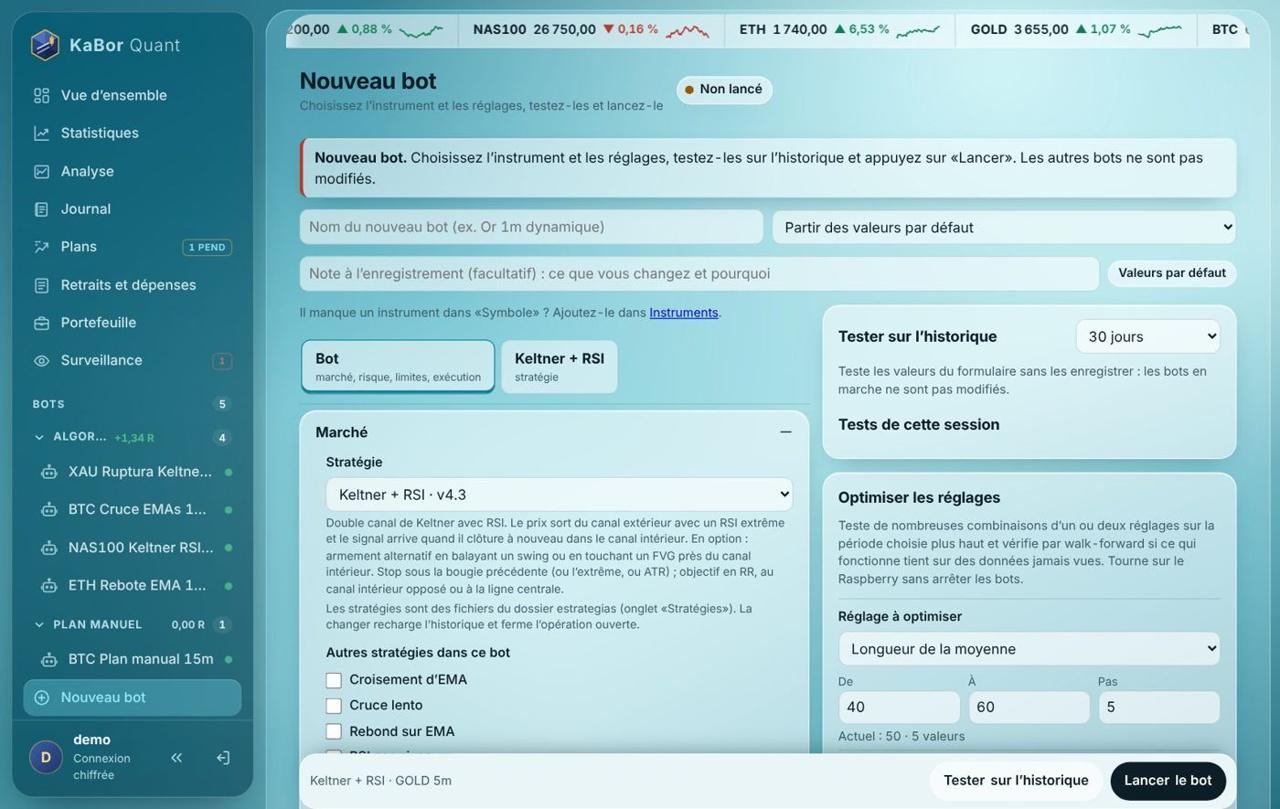 200,00 ▲ 0,88 % NAS100 26 750,00 ▼ 0,16 % ETH 1 740,00 ▲ 6,53 % GOLD 3 655,00 ▲ 1,07 % BTC
KaBor Quant
Vue d’ensemble
Statistiques
Analyse
Journal
Plans 1 PEND
Retraits et dépenses
Portefeuille
Surveillance 1
BOTS 5
ALGOR... +1,34 R 4
XAU Ruptura Keltne...
BTC Cruce EMAs 1...
NAS100 Keltner RSI...
ETH Rebote EMA 1...
PLAN MANUEL 0,00 R 1
BTC Plan manual 15m
Nouveau bot
D demo
Connexion
chiffrée
Nouveau bot
Non lancé
Choisissez l’instrument et les réglages, testez-les et lancez-le
Nouveau bot. Choisissez l’instrument et les réglages, testez-les sur l’historique et appuyez sur «Lancer». Les autres bots ne sont pas
modifiés.
Nom du nouveau bot (ex. Or 1m dynamique)
Partir des valeurs par défaut
Note à l’enregistrement (facultatif) : ce que vous changez et pourquoi
Valeurs par défaut
Il manque un instrument dans «Symbole» ? Ajoutez-le dans Instruments.
Bot
marché, risque, limites, exécution
Keltner + RSI
stratégie
Marché
Stratégie
Keltner + RSI · v4.3
Double canal de Keltner avec RSI. Le prix sort du canal extérieur avec un RSI extrême
et le signal arrive quand il clôture à nouveau dans le canal intérieur. En option :
armement alternatif en balayant un swing ou en touchant un FVG près du canal
intérieur. Stop sous la bougie précédente (ou l’extrême, ou ATR) ; objectif en RR, au
canal intérieur opposé ou à la ligne centrale.
Les stratégies sont des fichiers du dossier estrategias (onglet «Stratégies»). La
changer recharge l’historique et ferme l’opération ouverte.
Autres stratégies dans ce bot
Croisement d’EMA
Cruce lento
Rebond sur EMA
Tester sur l’historique
30 jours
Teste les valeurs du formulaire sans les enregistrer : les bots en
marche ne sont pas modifiés.
Tests de cette session
Optimiser les réglages
Teste de nombreuses combinaisons d’un ou deux réglages sur la
période choisie plus haut et vérifie par walk-forward si ce qui
fonctionne tient sur des données jamais vues. Tourne sur le
Raspberry sans arrêter les bots.
Réglage à optimiser
Longueur de la moyenne
De À Pas
40 60 5
Actuel : 50 · 5 valeurs
Keltner + RSI · GOLD 5m
Tester sur l’historique
Lancer le bot